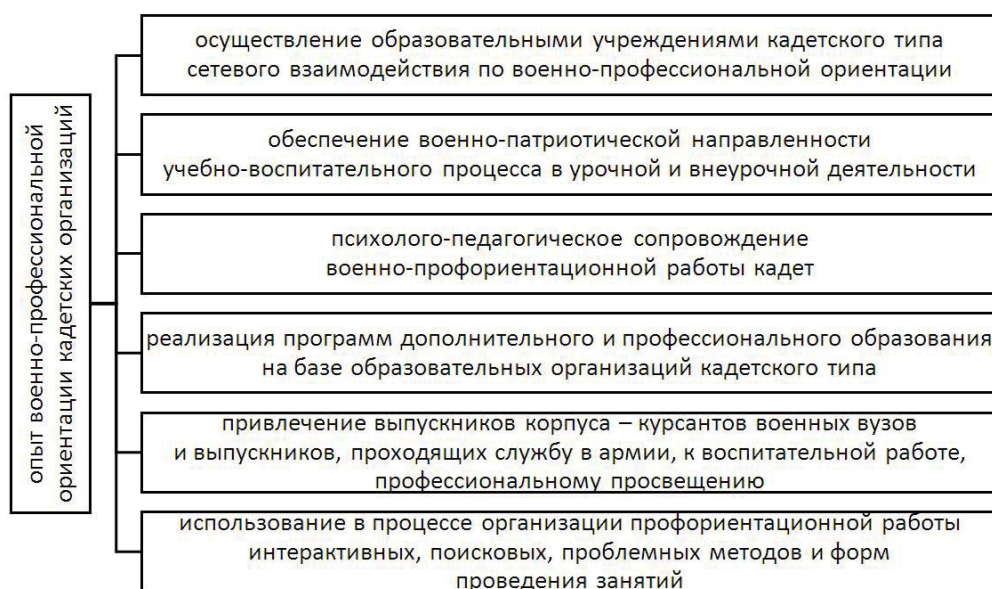 опыт военно-профессиональной
ориентации кадетских организаций
осуществление образовательными учреждениями кадетского типа
сетевого взаимодействия по военно-профессиональной ориентации
обеспечение военно-патриотической направленности
учебно-воспитательного процесса в урочной и внеурочной деятельности
психолого-педагогическое сопровождение
военно-профориентационной работы кадет
реализация программ дополнительного и профессионального образования
на базе образовательных организаций кадетского типа
привлечение выпускников корпуса – курсантов военных вузов
и выпускников, проходящих службу в армии, к воспитательной работе,
профессиональному просвещению
использование в процессе организации профориентационной работы
интерактивных, поисковых, проблемных методов и форм
проведения занятий